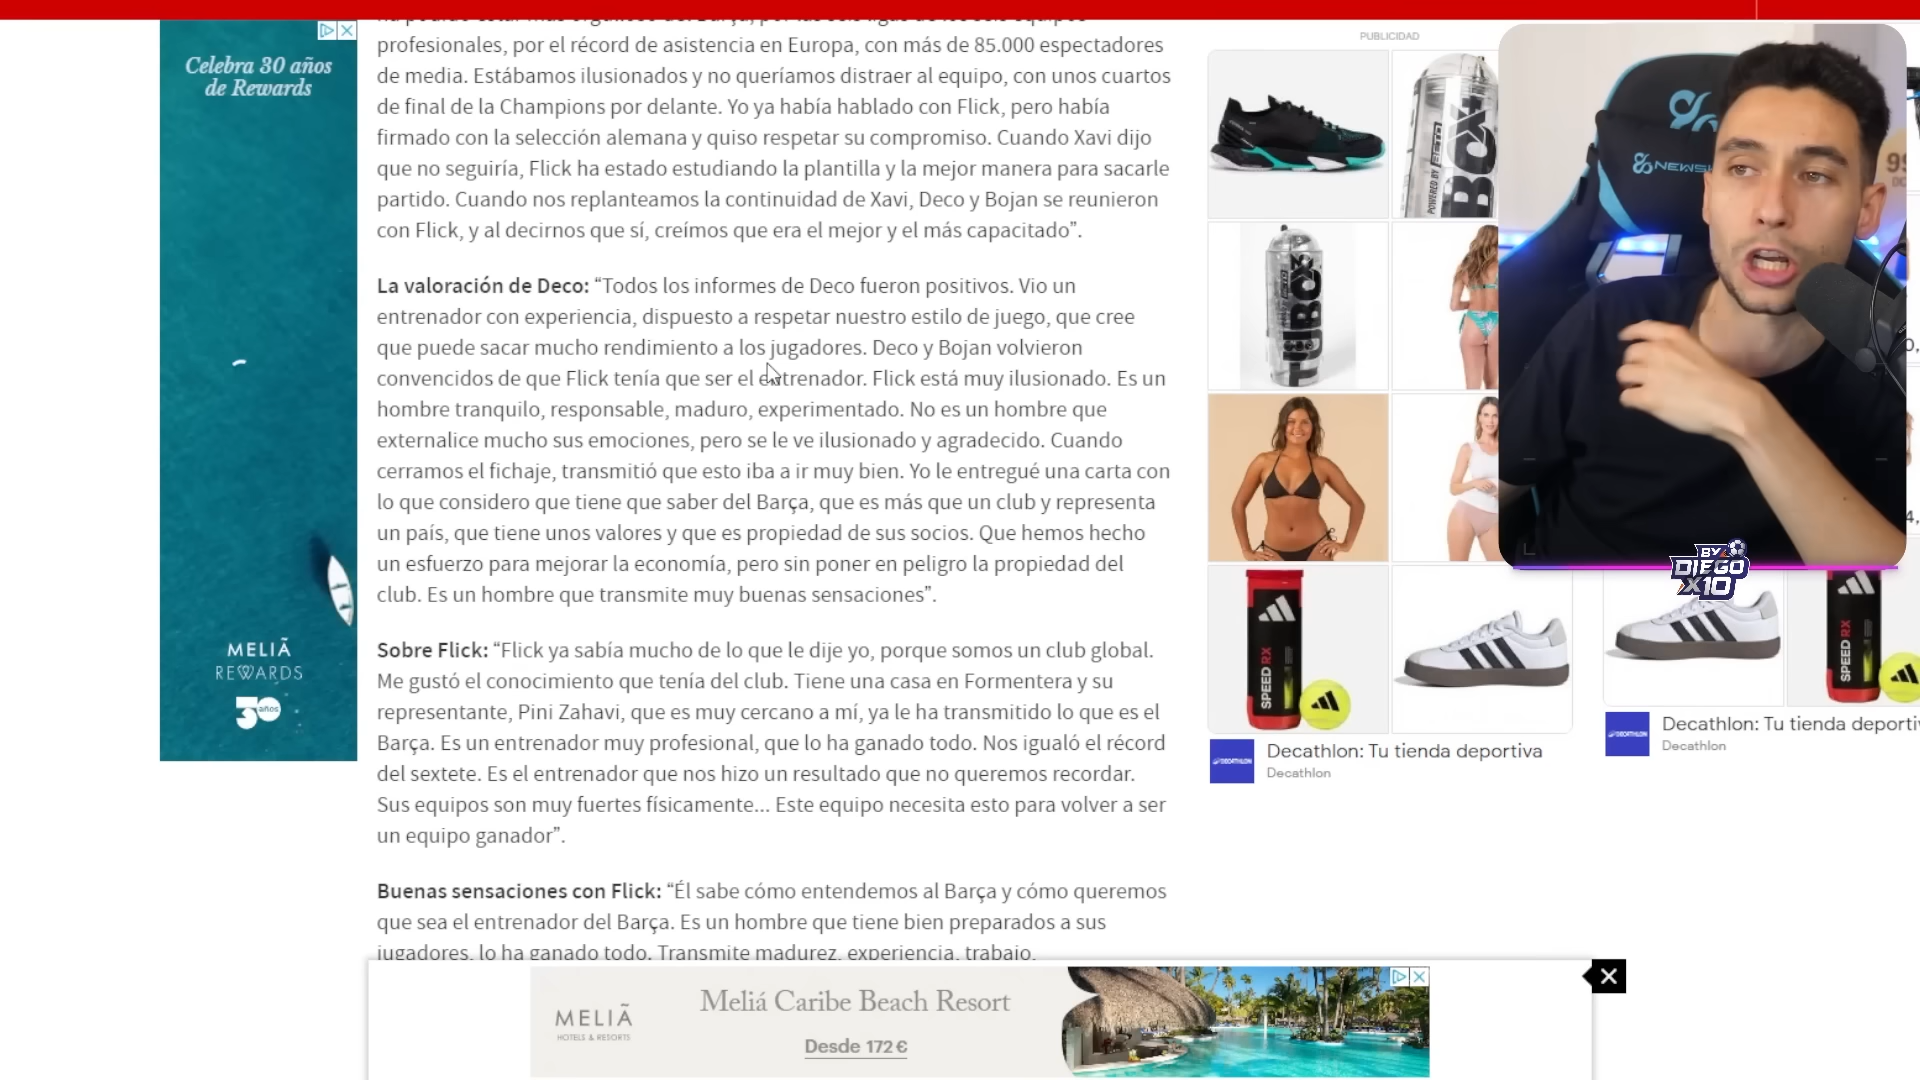 Celebra 30 años
de Rewards
MELIÃ
REWARDS
30 años
profesionales, por el récord de asistencia en Europa, con más de 85.000 espectadores
de media. Estábamos ilusionados y no queríamos distraer al equipo, con unos cuartos
de final de la Champions por delante. Yo ya había hablado con Flick, pero había
firmado con la selección alemana y quiso respetar su compromiso. Cuando Xavi dijo
que no seguiría, Flick ha estado estudiando la plantilla y la mejor manera para sacarle
partido. Cuando nos replanteamos la continuidad de Xavi, Deco y Bojan se reunieron
con Flick, y al decirnos que sí, creímos que era el mejor y el más capacitado”.
La valoración de Deco: “Todos los informes de Deco fueron positivos. Vio un
entrenador con experiencia, dispuesto a respetar nuestro estilo de juego, que cree
que puede sacar mucho rendimiento a los jugadores. Deco y Bojan volvieron
convencidos de que Flick tenía que ser el entrenador. Flick está muy ilusionado. Es un
hombre tranquilo, responsable, maduro, experimentado. No es un hombre que
externalice mucho sus emociones, pero se le ve ilusionado y agradecido. Cuando
cerramos el fichaje, transmitió que esto iba a ir muy bien. Yo le entregué una carta con
lo que considero que tiene que saber del Barça, que es más que un club y representa
un país, que tiene unos valores y que es propiedad de sus socios. Que hemos hecho
un esfuerzo para mejorar la economía, pero sin poner en peligro la propiedad del
club. Es un hombre que transmite muy buenas sensaciones”.
Sobre Flick: “Flick ya sabía mucho de lo que le dije yo, porque somos un club global.
Me gustó el conocimiento que tenía del club. Tiene una casa en Formentera y su
representante, Pini Zahavi, que es muy cercano a mí, ya le ha transmitido lo que es el
Barça. Es un entrenador muy profesional, que lo ha ganado todo. Nos igualó el récord
del sextete. Es el entrenador que nos hizo un resultado que no queremos recordar.
Sus equipos son muy fuertes físicamente... Este equipo necesita esto para volver a ser
un equipo ganador”.
Buenas sensaciones con Flick: “Él sabe cómo entendemos al Barça y cómo queremos
que sea el entrenador del Barça. Es un hombre que tiene bien preparados a sus
jugadores, lo ha ganado todo. Transmite madurez, experiencia, trabajo,
PUBLICIDAD
POWERED BY
BOX
TUBOX
SPEED RX
DECATHLON
Decathlon: Tu tienda deportiva
Decathlon
BY
DIEGO
X10
SPEED RX
DECATHLON
Decathlon: Tu tienda deporti
Decathlon
MELIÃ
HOTELS & RESORTS
Meliá Caribe Beach Resort
Desde 172 €